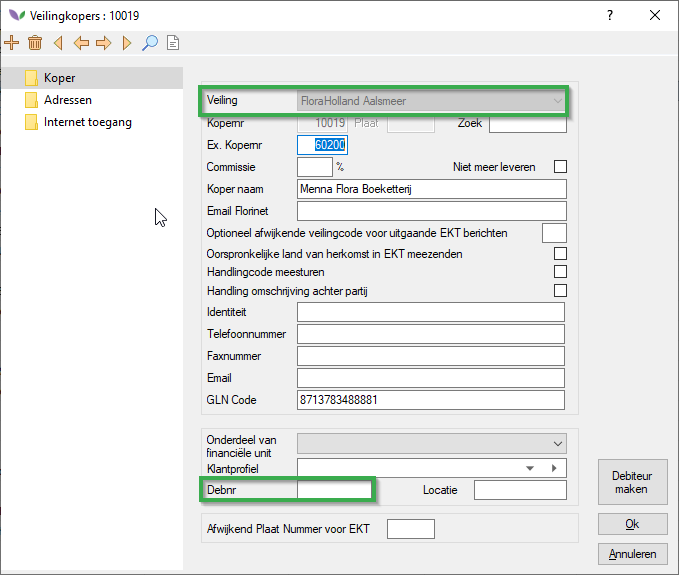 Veilingkopers : 10019
?
Koper
Adressen
Internet toegang
Veiling FloraHolland Aalsmeer
Kopernr 10019 Plaat Zoek
Ex. Kopernr 60200
Commissie % Niet meer leveren
Koper naam Menna Flora Boeketterij
Email Florinet
Optioneel afwijkende veilingcode voor uitgaande EKT berichten
Oorspronkelijke land van herkomst in EKT meezenden
Handlingcode meesturen
Handling omschrijving achter partij
Identiteit
Telefoonnummer
Faxnummer
Email
GLN Code 8713783488881
Onderdeel van
financiële unit
Klantprofiel
Debnr Locatie
Afwijkend Plaat Nummer voor EKT
Debiteur
maken
Ok
Annuleren